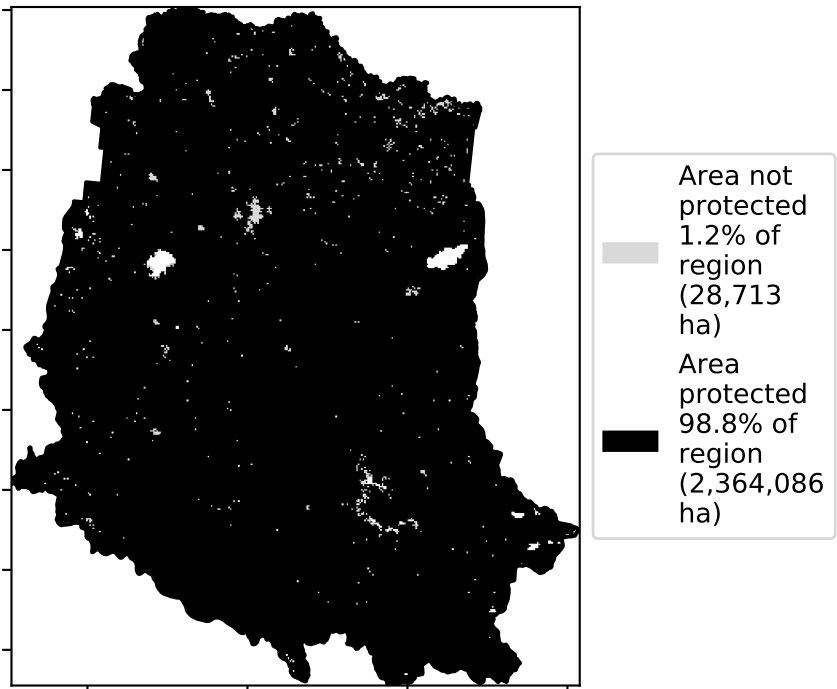 Area not
protected
1.2% of
region
(28,713
ha)
Area
protected
98.8% of
region
(2,364,086
ha)